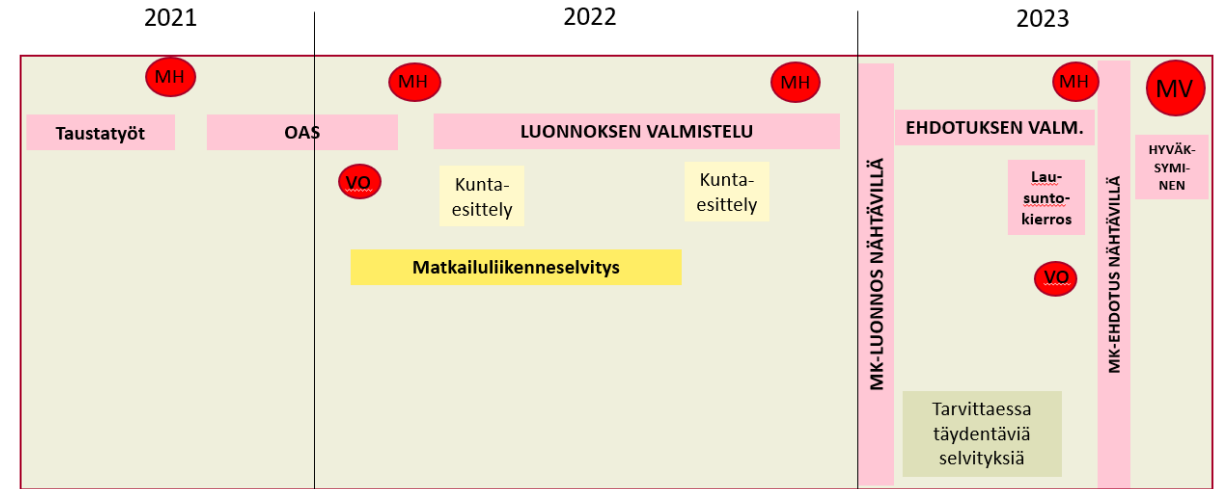 2021
2022
2023
MH
MH
MH
MH
MV
Taustatyöt
OAS
LUONNOKSEN VALMISTELU
MK-LUONNOS NÄHTÄVILLÄ
EHDOTUKSEN VALM.
MK-EHDOTUS NÄHTÄVILLÄ
HYVÄK-
SYMI-
NEN
VO
Kunta-
esittely
Kunta-
esittely
Lau-
sunto-
kierros
Matkailuliikenneselvitys
VO
Tarvittaessa
täydentäviä
selvityksiä